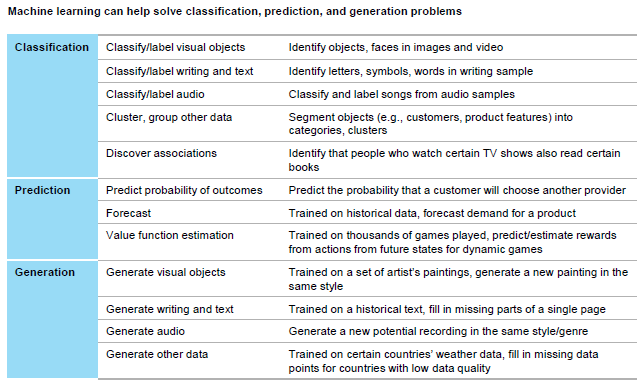 Machine learning can help solve classification, prediction, and generation problems
Classification
Classify/label visual objects
Identify objects, faces in images and video
Classify/label writing and text
Identify letters, symbols, words in writing sample
Classify/label audio
Classify and label songs from audio samples
Cluster, group other data
Segment objects (e.g., customers, product features) into
categories, clusters
Discover associations
Identify that people who watch certain TV shows also read certain
books
Prediction
Predict probability of outcomes
Predict the probability that a customer will choose another provider
Forecast
Trained on historical data, forecast demand for a product
Value function estimation
Trained on thousands of games played, predict/estimate rewards
from actions from future states for dynamic games
Generation
Generate visual objects
Trained on a set of artist's paintings, generate a new painting in the
same style
Generate writing and text
Trained on a historical text, fill in missing parts of a single page
Generate audio
Generate a new potential recording in the same style/genre
Generate other data
Trained on certain countries' weather data, fill in missing data
points for countries with low data quality